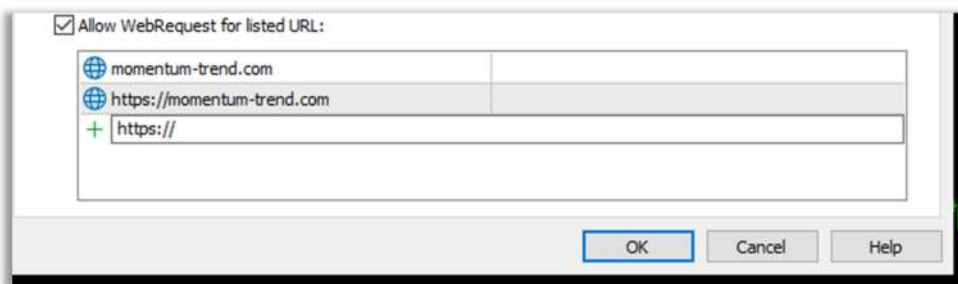 Allow WebRequest for listed URL:
momentum-trend.com
https://momentum-trend.com
https://
OK Cancel Help